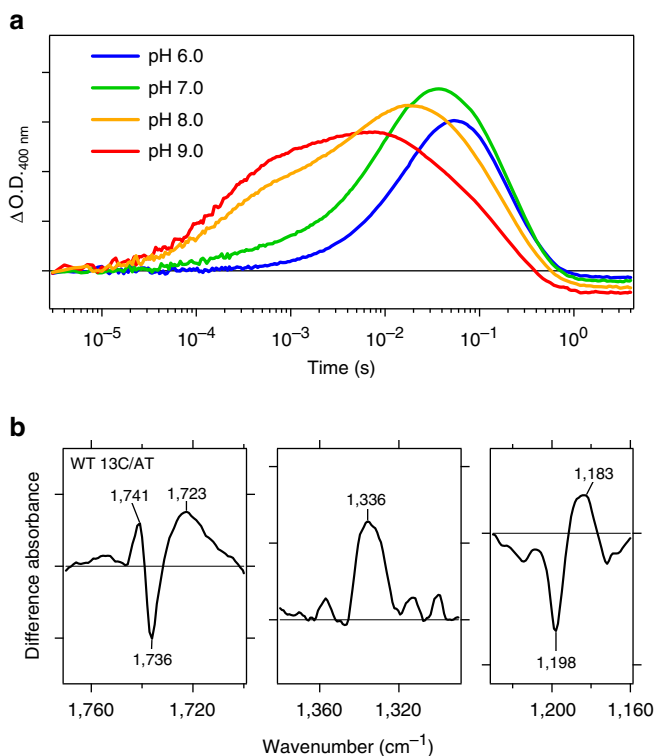 a
pH 6.0
pH 7.0
pH 8.0
pH 9.0
Δ O.D.400 nm
10⁻⁵ 10⁻⁴ 10⁻³ 10⁻² 10⁻¹ 10⁰
Time (s)
b
WT 13C/AT
1,741 1,723
1,736
1,336
1,183
1,198
Difference absorbance
1,760 1,720 1,360 1,320 1,200 1,160
Wavenumber (cm⁻¹)